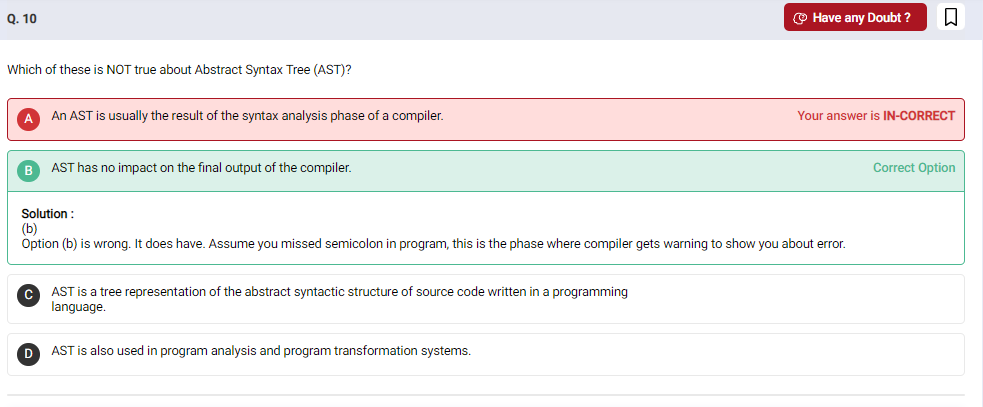 Q. 10
Have any Doubt ?
Which of these is NOT true about Abstract Syntax Tree (AST)?
A An AST is usually the result of the syntax analysis phase of a compiler. Your answer is IN-CORRECT
B AST has no impact on the final output of the compiler. Correct Option
Solution :
(b)
Option (b) is wrong. It does have. Assume you missed semicolon in program, this is the phase where compiler gets warning to show you about error.
C AST is a tree representation of the abstract syntactic structure of source code written in a programming
language.
D AST is also used in program analysis and program transformation systems.